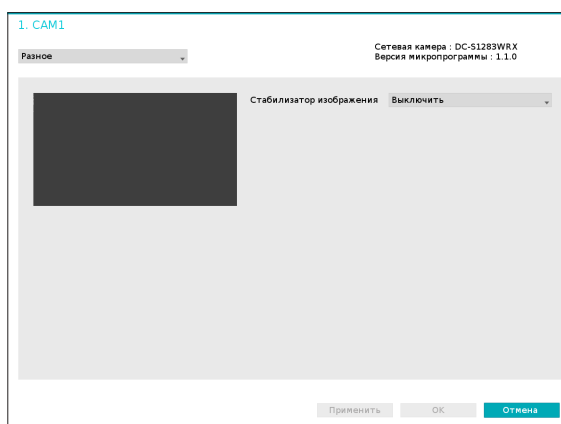 1. CAM1
Разное
Сетевая камера : DC-S1283WRX
Версия микропрограммы : 1.1.0
Стабилизатор изображения Выключить
Применить OK Отмена